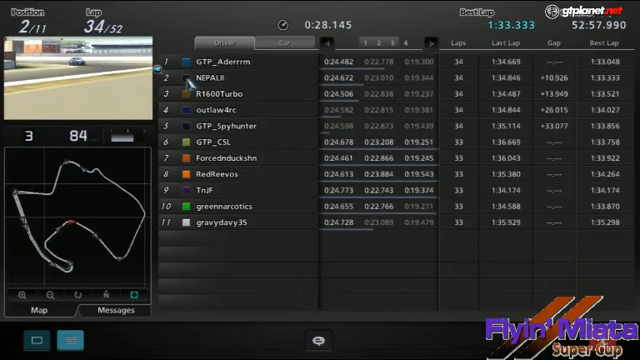 Position Lap 0:28.145 Best Lap 1:33.333 gtplanet.net 52:57.990
2/11 34/52
Driver Car 1 2 3 4 Laps Last Lap Gap Best Lap
1 GTP_Aderrrm 0:24.482 0:22.778 0:19.300 34 1:34.669 --.--- 1:33.048
2 NEPALII 0:24.672 0:23.010 0:19.344 34 1:34.846 +10.926 1:33.333
3 R1600Turbo 0:24.506 0:22.838 0:19.237 34 1:34.487 +13.949 1:33.221
4 outlaw4rc 0:24.582 0:22.815 0:19.381 34 1:34.844 +26.015 1:34.027
5 GTP_Spyhunter 0:24.598 0:22.873 0:19.439 34 1:35.114 +33.077 1:33.895
6 GTP_CSL 0:24.678 0:23.208 0:19.251 33 1:36.669 --.--- 1:33.758
7 Forcednduckshn 0:24.461 0:22.866 0:19.245 33 1:36.043 --.--- 1:33.922
8 RedReevos 0:24.613 0:23.884 0:19.543 33 1:38.264 --.--- 1:34.064
9 TnJF 0:24.773 0:22.743 0:19.374 33 1:34.174 --.--- 1:34.174
10 greennarcotics 0:24.655 0:22.766 0:19.271 33 1:34.568 --.--- 1:33.870
11 gravydavy35 0:24.728 0:23.089 0:19.479 33 1:35.929 --.--- 1:35.298
3 84
N
Map Messages
Flyin' Miata
Super Cup